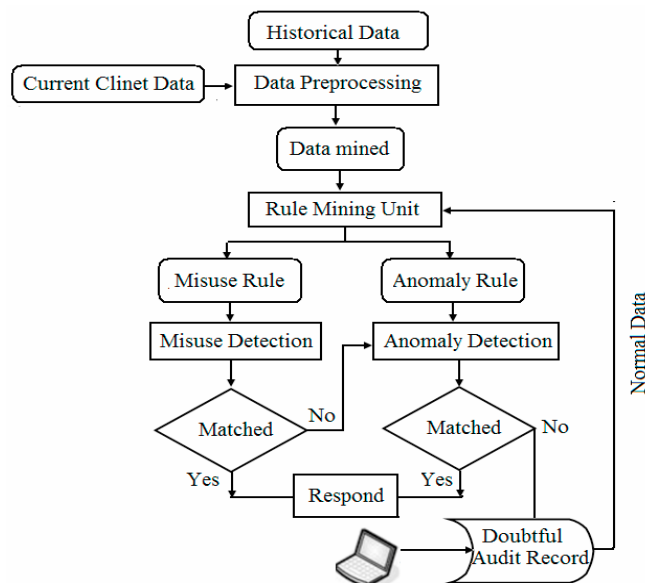 Historical Data
Current Clinet Data
Data Preprocessing
Data mined
Rule Mining Unit
Misuse Rule
Anomaly Rule
Misuse Detection
Anomaly Detection
Normal Data
Matched
No
Matched
No
Yes
Respond
Yes
Doubtful
Audit Record